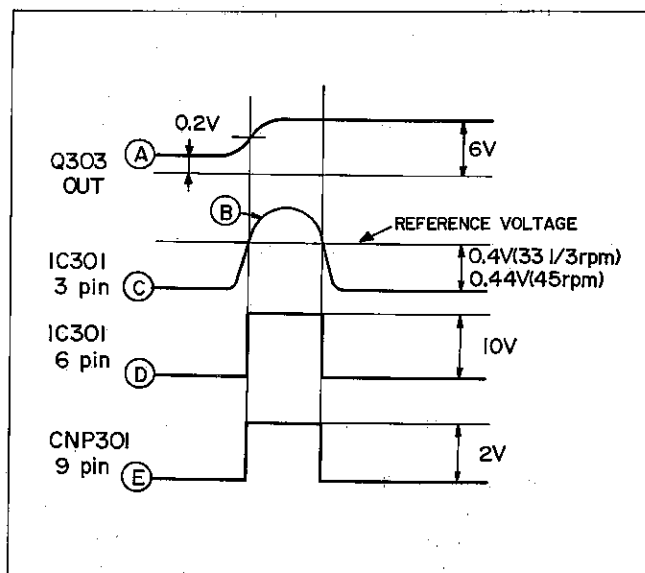 0.2V
A
Q303
OUT
6V
B
REFERENCE VOLTAGE
IC301
3 pin
C
0.4V(33 1/3rpm)
0.44V(45rpm)
IC301
6 pin
D
10V
CNP301
9 pin
E
2V